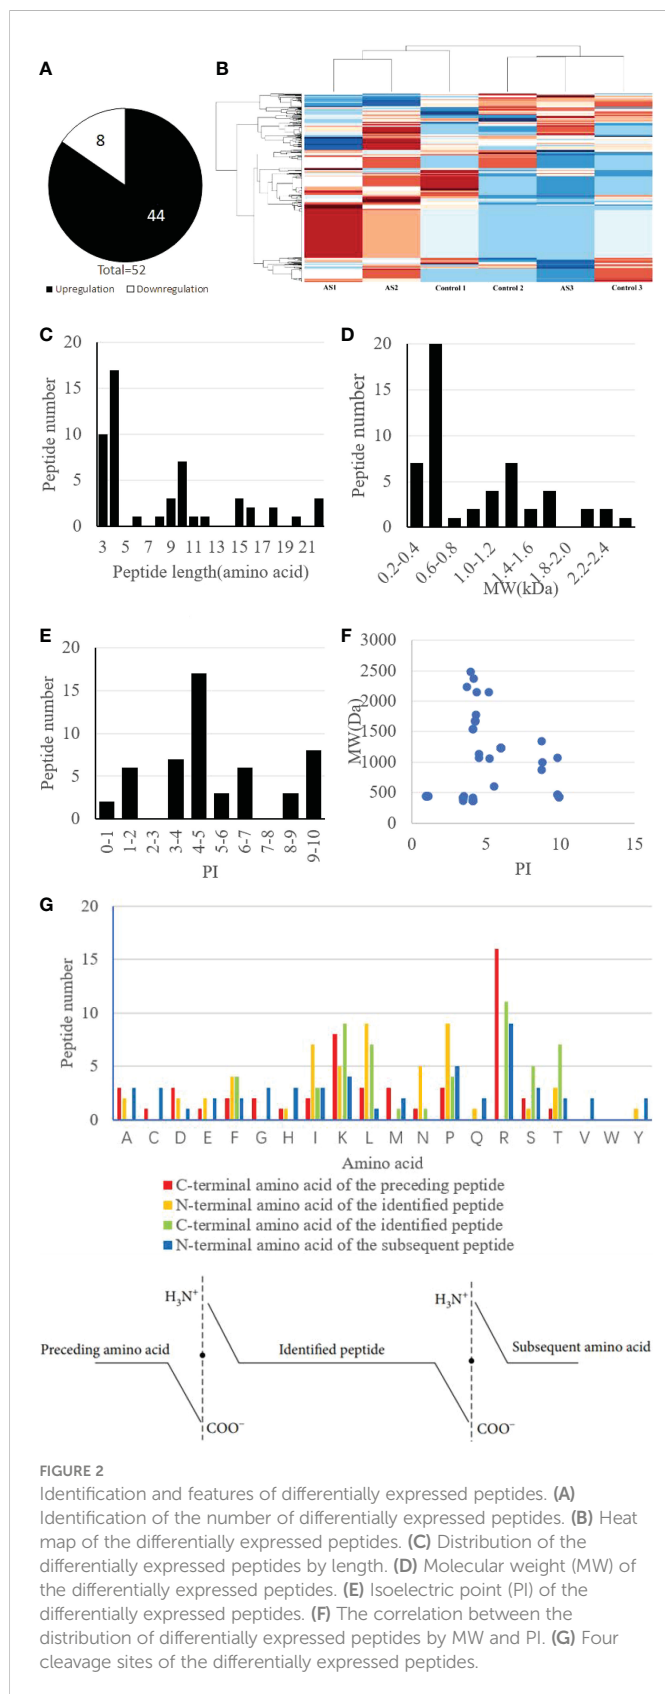 A
B
8
44
Total=52
Upregulation Downregulation
AS1 AS2 Control 1 Control 2 AS3 Control 3
C
20
15
10
5
0
Peptide number
3 5 7 9 11 13 15 17 19 21
Peptide length(amino acid)
D
20
15
10
5
0
Peptide number
0.2-0.4 0.6-0.8 1.0-1.2 1.4-1.6 1.8-2.0 2.2-2.4
MW(kDa)
E
20
15
10
5
0
Peptide number
0-1 1-2 2-3 3-4 4-5 5-6 6-7 7-8 8-9 9-10
PI
F
3000
2500
2000
1500
1000
500
0
MW(Da)
0 5 10 15
PI
G
20
15
10
5
0
Peptide number
A C D E F G H I K L M N P Q R S T V W Y
Amino acid
C-terminal amino acid of the preceding peptide
N-terminal amino acid of the identified peptide
C-terminal amino acid of the identified peptide
N-terminal amino acid of the subsequent peptide
H₃N⁺ H₃N⁺
Preceding amino acid Identified peptide Subsequent amino acid
COO⁻ COO⁻
FIGURE 2
Identification and features of differentially expressed peptides. (A)
Identification of the number of differentially expressed peptides. (B) Heat
map of the differentially expressed peptides. (C) Distribution of the
differentially expressed peptides by length. (D) Molecular weight (MW) of
the differentially expressed peptides. (E) Isoelectric point (PI) of the
differentially expressed peptides. (F) The correlation between the
distribution of differentially expressed peptides by MW and PI. (G) Four
cleavage sites of the differentially expressed peptides.